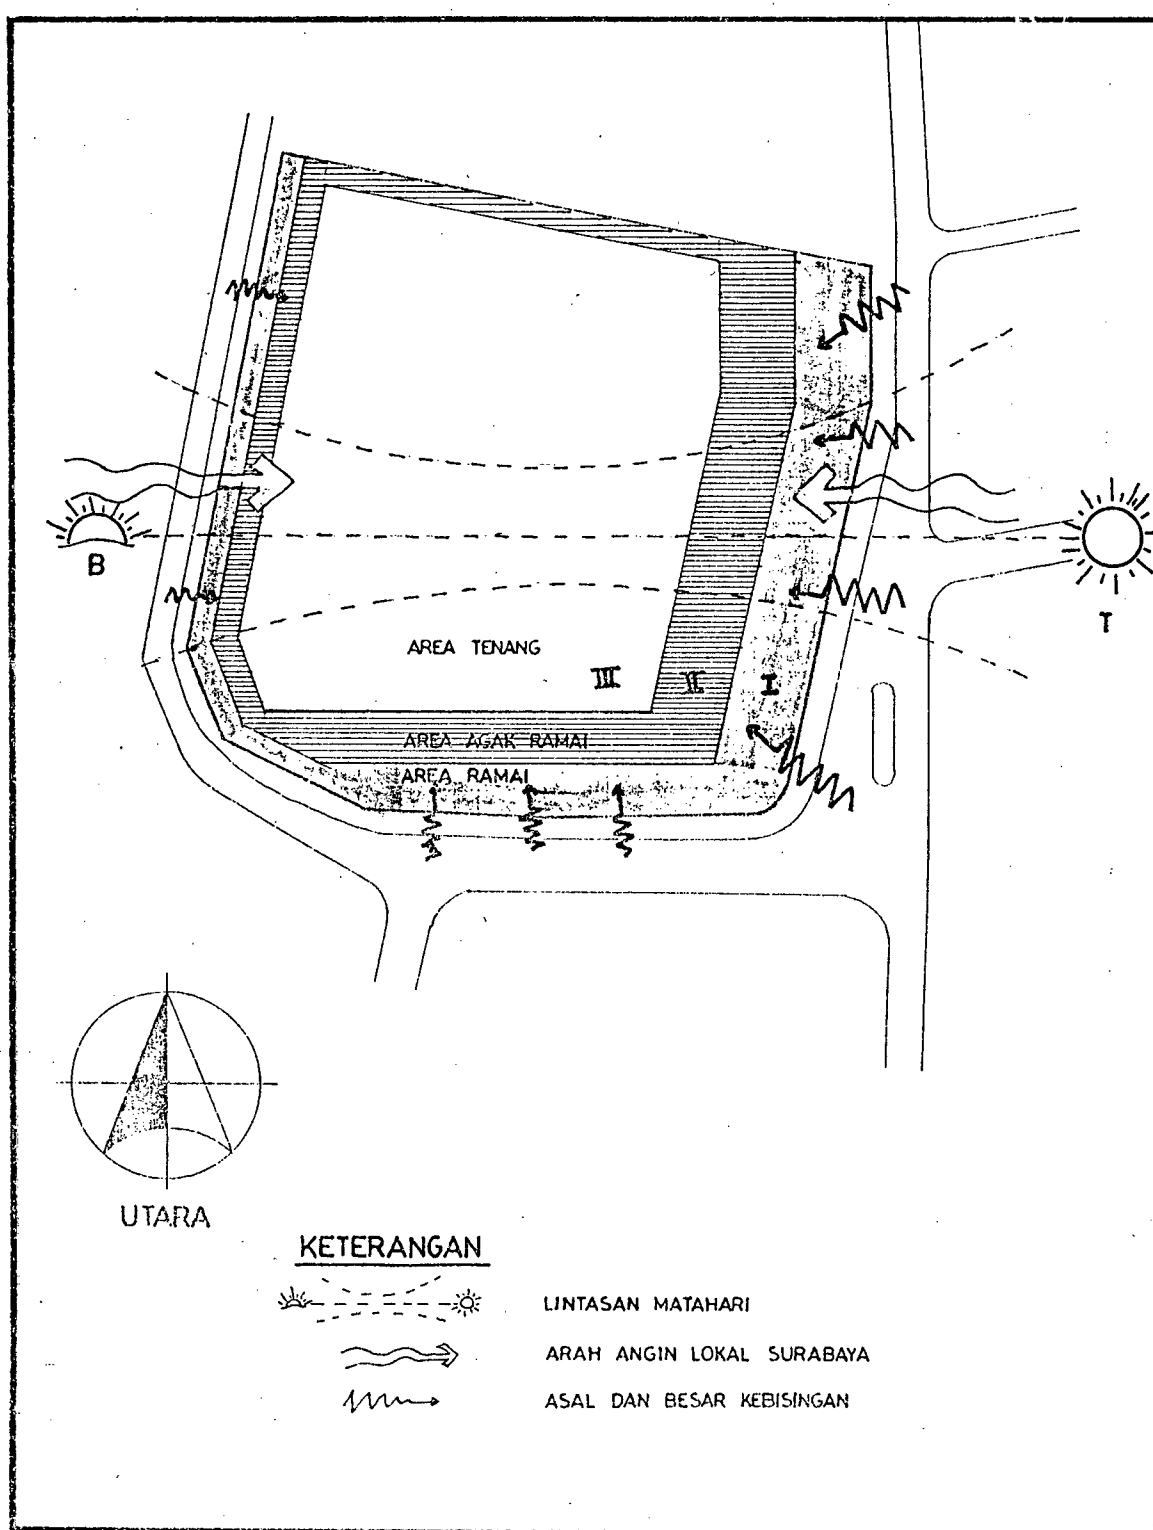 B
T
AREA TENANG
III
II
I
AREA AGAK RAMAI
AREA RAMAI
UTARA
KETERANGAN
LINTASAN MATAHARI
ARAH ANGIN LOKAL SURABAYA
ASAL DAN BESAR KEBISINGAN